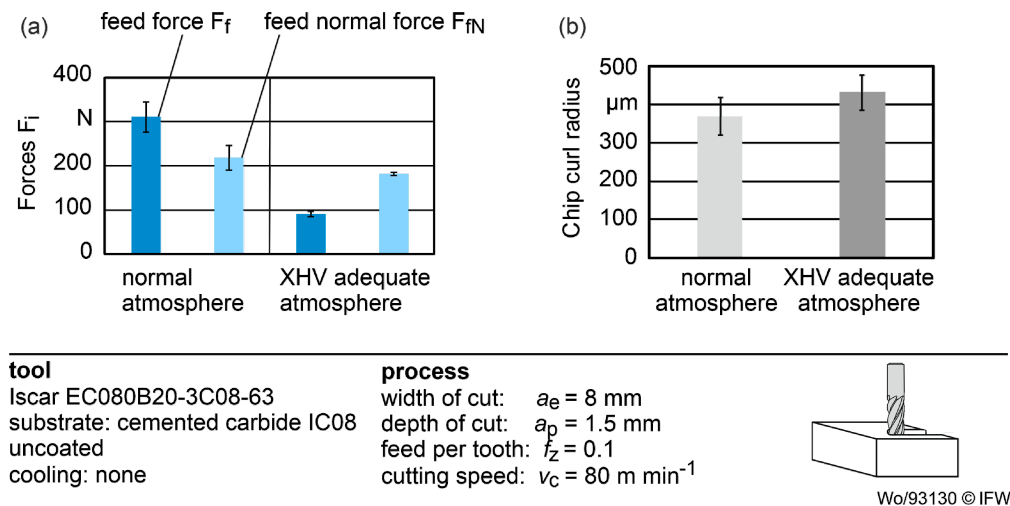 (a)
feed force Ff
feed normal force FfN
Forces Fi
400
N
200
100
0
normal
atmosphere
XHV adequate
atmosphere
(b)
Chip curl radius
500
µm
300
200
100
0
normal
atmosphere
XHV adequate
atmosphere
tool
Iscar EC080B20-3C08-63
substrate: cemented carbide IC08
uncoated
cooling: none
process
width of cut: ae = 8 mm
depth of cut: ap = 1.5 mm
feed per tooth: fz = 0.1
cutting speed: vc = 80 m min-1
Wo/93130 © IFW